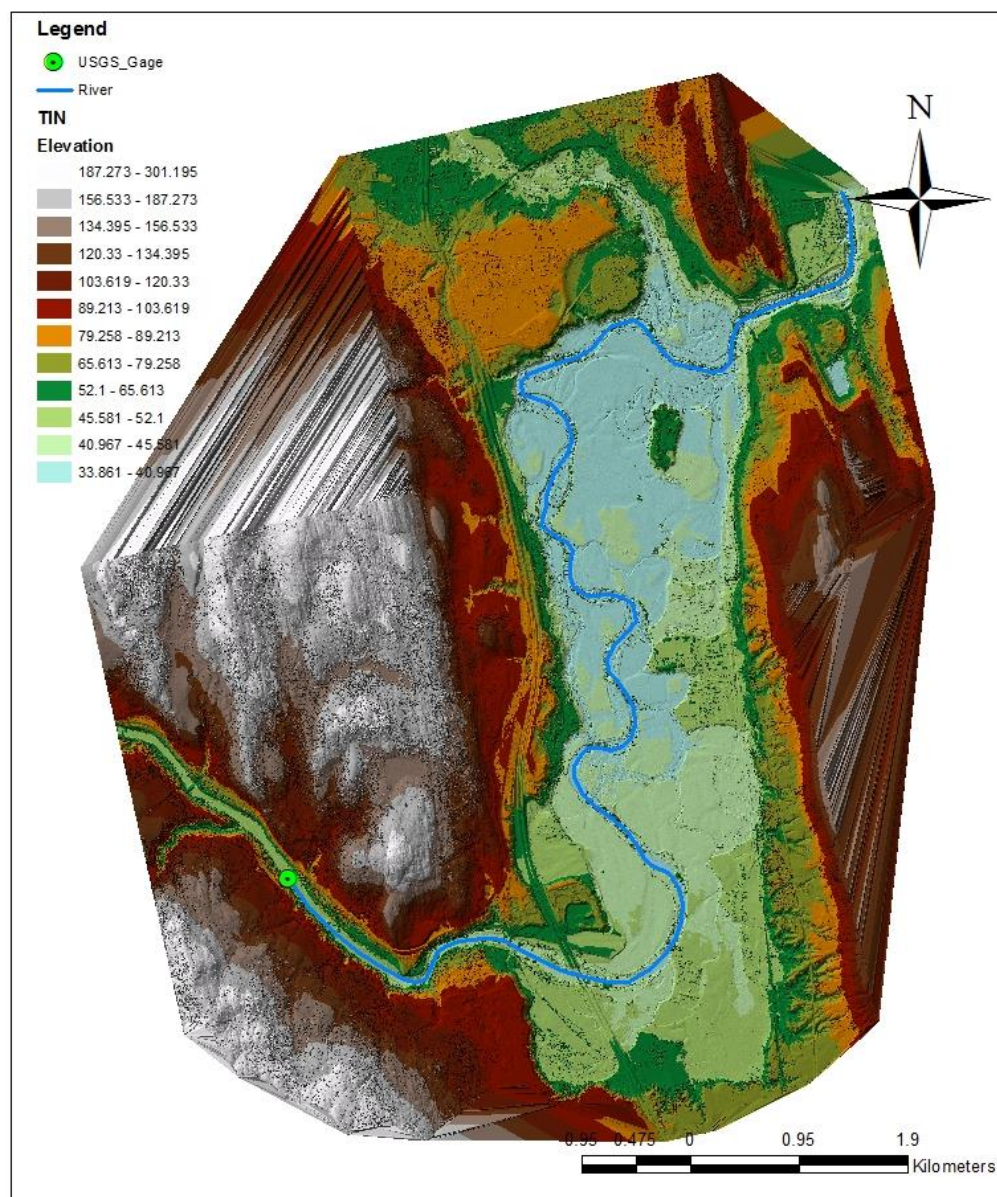 Legend
USGS_Gage
River
TIN
Elevation
187.273 - 301.195
156.533 - 187.273
134.395 - 156.533
120.33 - 134.395
103.619 - 120.33
89.213 - 103.619
79.258 - 89.213
65.613 - 79.258
52.1 - 65.613
45.581 - 52.1
40.967 - 45.581
33.861 - 40.967
N
0.95 0.475 0 0.95 1.9
Kilometers